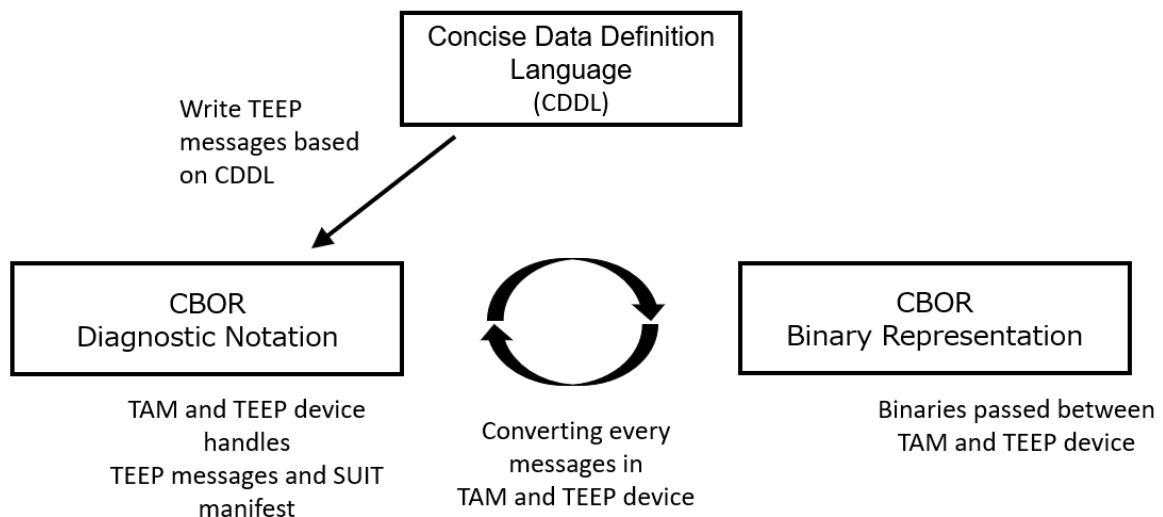 Concise Data Definition
Language
(CDDL)
Write TEEP
messages based
on CDDL
CBOR
Diagnostic Notation
CBOR
Binary Representation
TAM and TEEP device
handles
TEEP messages and SUIT
manifest
Converting every
messages in
TAM and TEEP device
Binaries passed between
TAM and TEEP device